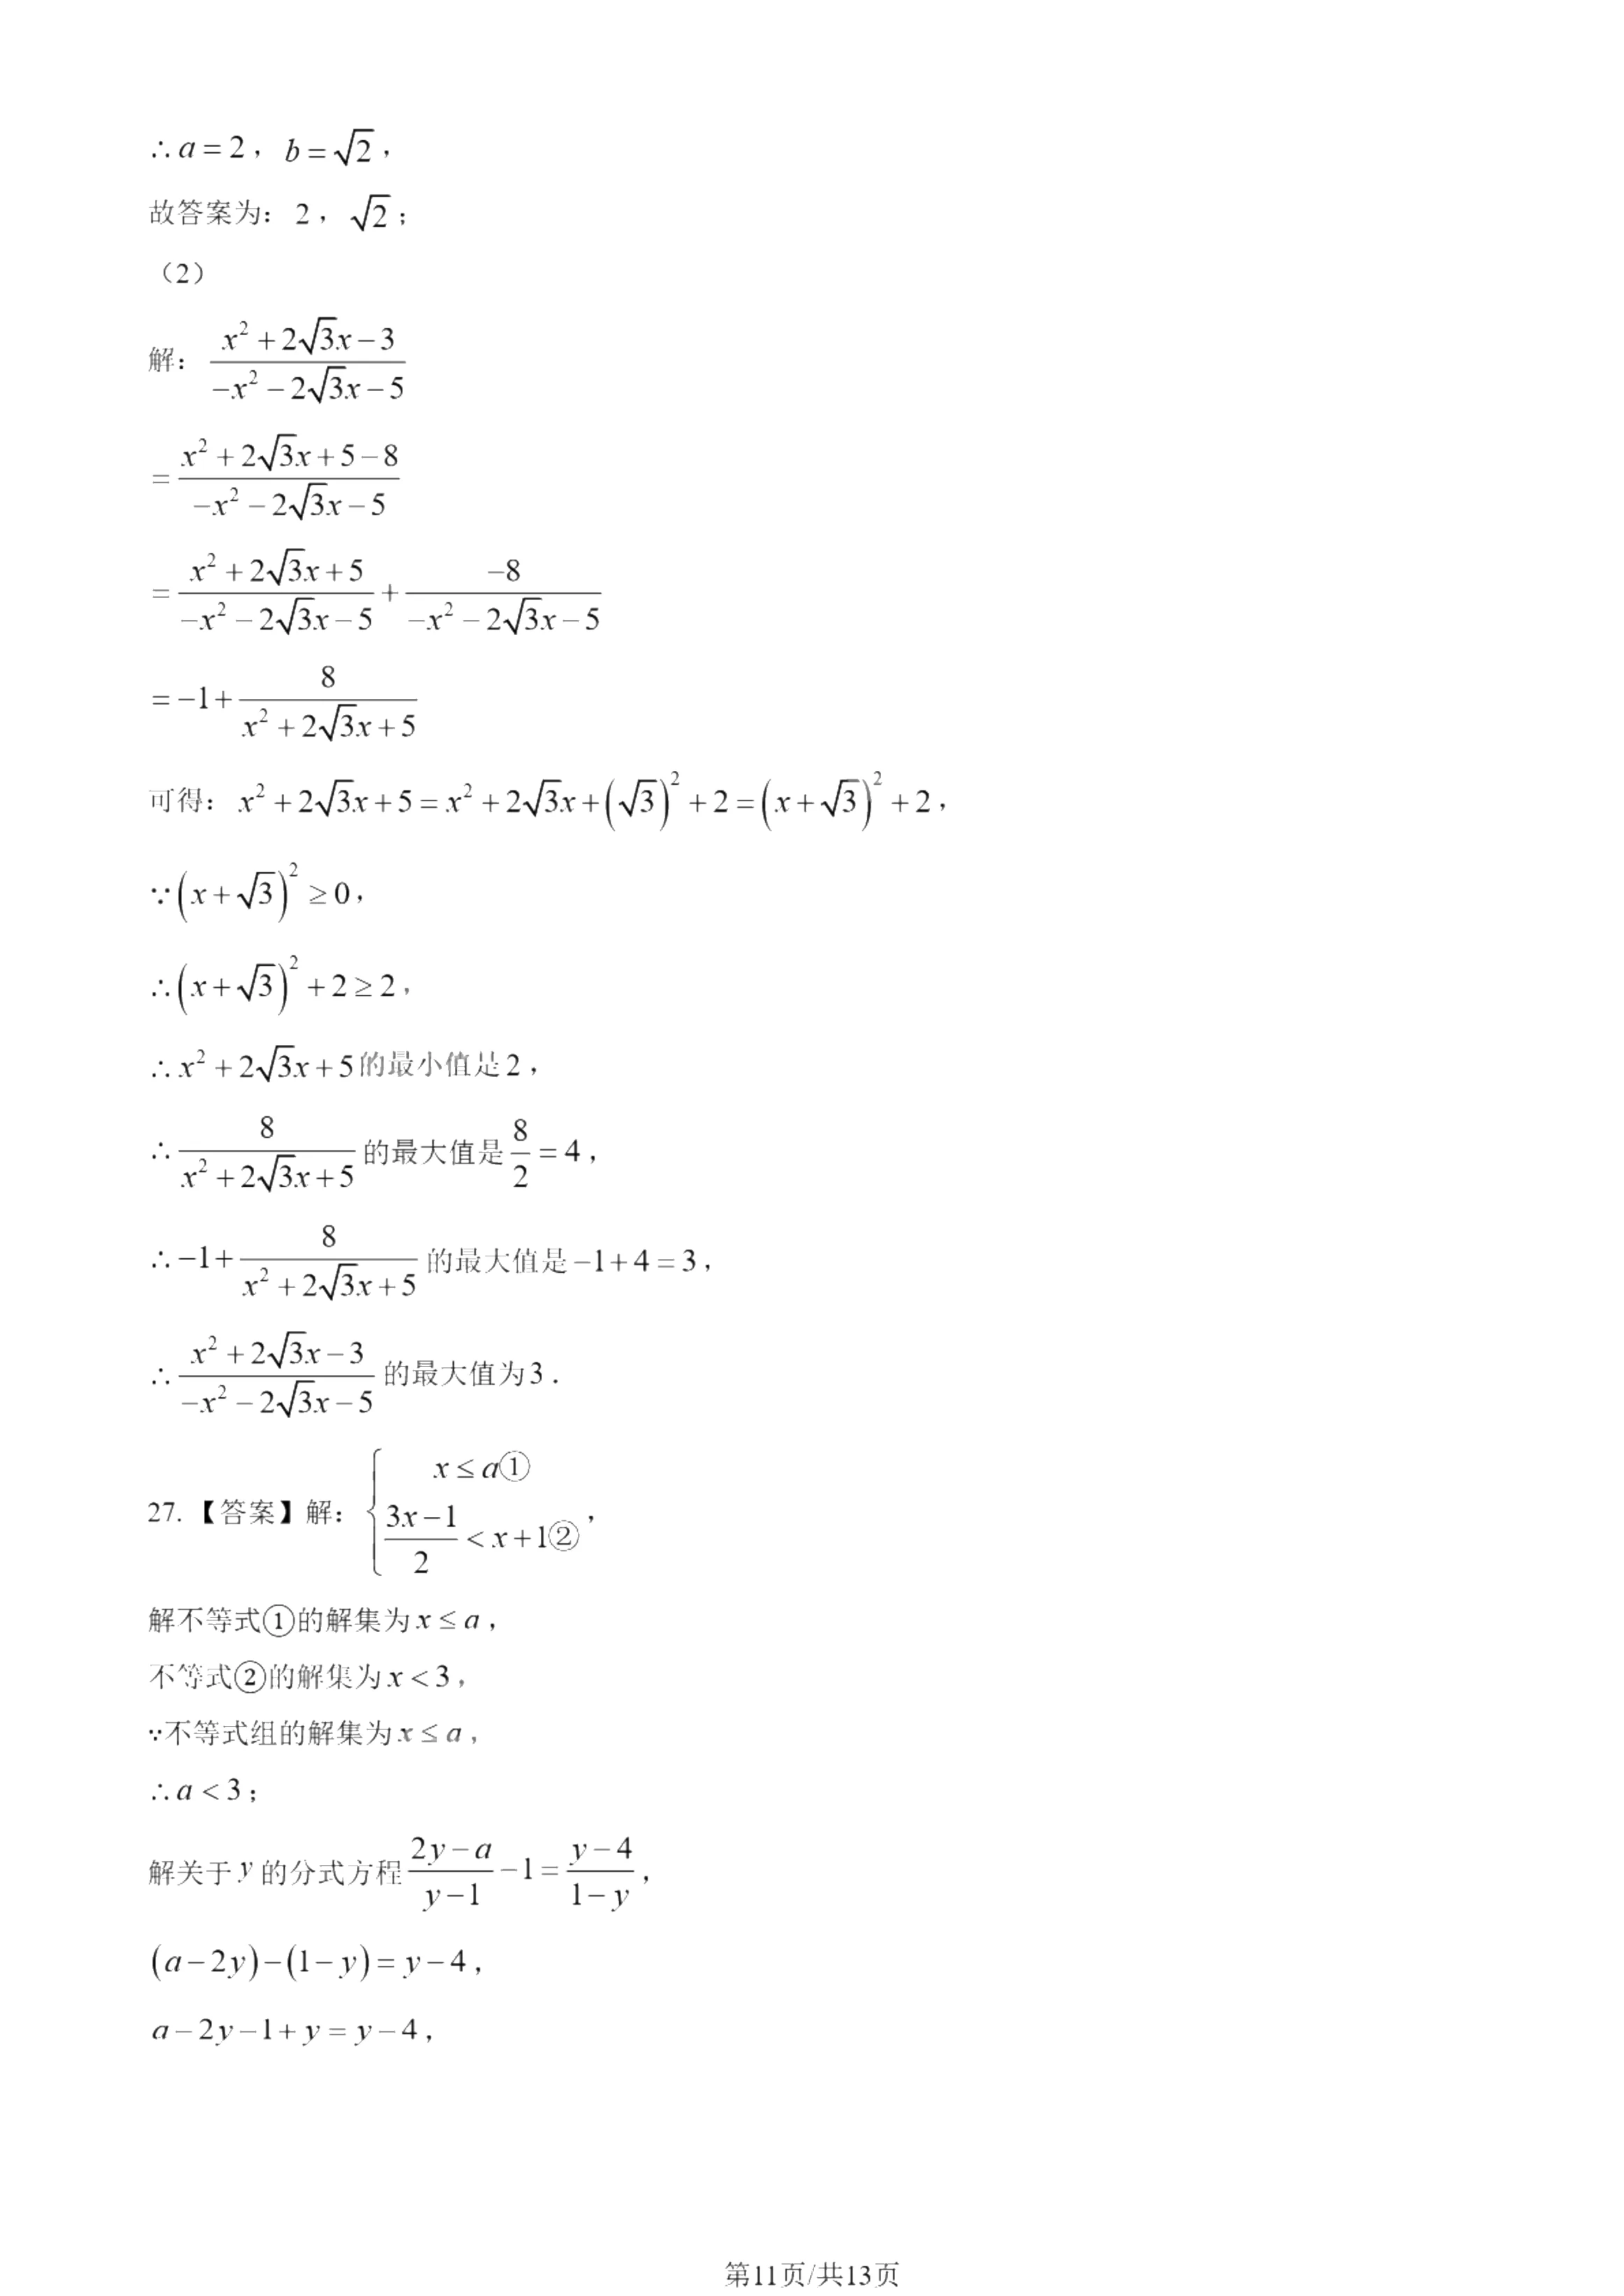 ∴a=2，b=√2，
故答案为：2，√2；
（2）
解：(x²+2√3x−3)/(−x²−2√3x−5)
=(x²+2√3x+5−8)/(−x²−2√3x−5)
=(x²+2√3x+5)/(−x²−2√3x−5)+(−8)/(−x²−2√3x−5)
=−1+8/(x²+2√3x+5)
可得：x²+2√3x+5=x²+2√3x+(√3)²+2=(x+√3)²+2，
∵(x+√3)²≥0，
∴(x+√3)²+2≥2，
∴x²+2√3x+5的最小值是2，
∴8/(x²+2√3x+5)的最大值是8/2=4，
∴−1+8/(x²+2√3x+5)的最大值是−1+4=3，
∴(x²+2√3x−3)/(−x²−2√3x−5)的最大值为3．
27.【答案】解：{x≤a①
(3x−1)/2<x+1②，
解不等式①的解集为x≤a，
不等式②的解集为x<3，
∵不等式组的解集为x≤a，
∴a<3；
解关于y的分式方程(2y−a)/(y−1)−1=(y−4)/(1−y)，
(a−2y)−(1−y)=y−4，
a−2y−1+y=y−4，
第11页/共13页